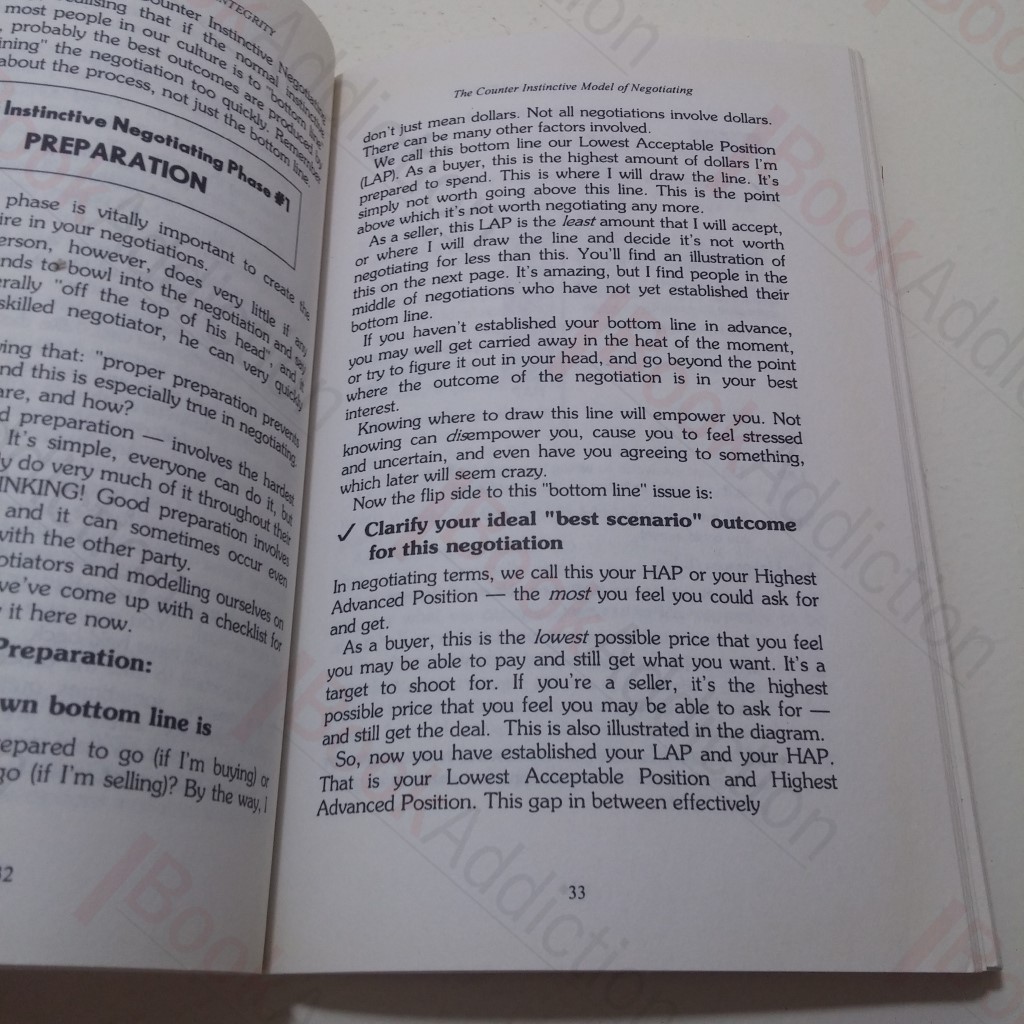 INTEGRITY
Counter Instinctive Negotiating
realising that if the normal instinctive
most people in our culture is to "bottom line"
, probably the best outcomes are produced by
ining" the negotiation too quickly. Remember
about the process, not just the bottom line.
Instinctive Negotiating Phase #1
PREPARATION
phase is vitally important to create the
ire in your negotiations.
erson, however, does very little if any
nds to bowl into the negotiation and say
erally "off the top of his head" and if
skilled negotiator, he can very quickly
ing that: "proper preparation prevents
nd this is especially true in negotiating.
are, and how?
d preparation — involves the hardest
It's simple, everyone can do it, but
ly do very much of it throughout their
INKING! Good preparation involves
and it can sometimes occur even
with the other party.
otiators and modelling ourselves on
we've come up with a checklist for
it here now.
Preparation:
wn bottom line is
epared to go (if I'm buying) or
go (if I'm selling)? By the way, I
32
The Counter Instinctive Model of Negotiating
don't just mean dollars. Not all negotiations involve dollars.
There can be many other factors involved.
We call this bottom line our Lowest Acceptable Position
(LAP). As a buyer, this is the highest amount of dollars I'm
prepared to spend. This is where I will draw the line. It's
simply not worth going above this line. This is the point
above which it's not worth negotiating any more.
As a seller, this LAP is the least amount that I will accept,
or where I will draw the line and decide it's not worth
negotiating for less than this. You'll find an illustration of
this on the next page. It's amazing, but I find people in the
middle of negotiations who have not yet established their
bottom line.
If you haven't established your bottom line in advance,
you may well get carried away in the heat of the moment,
or try to figure it out in your head, and go beyond the point
where the outcome of the negotiation is in your best
interest.
Knowing where to draw this line will empower you. Not
knowing can disempower you, cause you to feel stressed
and uncertain, and even have you agreeing to something,
which later will seem crazy.
Now the flip side to this "bottom line" issue is:
✓ Clarify your ideal "best scenario" outcome
for this negotiation
In negotiating terms, we call this your HAP or your Highest
Advanced Position — the most you feel you could ask for
and get.
As a buyer, this is the lowest possible price that you feel
you may be able to pay and still get what you want. It's a
target to shoot for. If you're a seller, it's the highest
possible price that you feel you may be able to ask for —
and still get the deal. This is also illustrated in the diagram.
So, now you have established your LAP and your HAP.
That is your Lowest Acceptable Position and Highest
Advanced Position. This gap in between effectively
33
BookAddiction